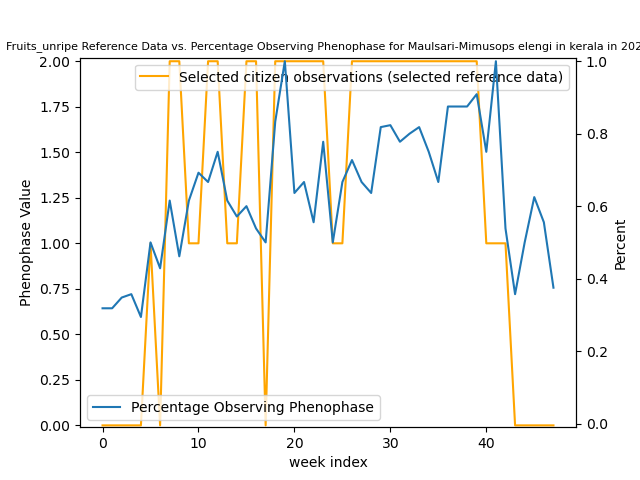 Fruits_unripe Reference Data vs. Percentage Observing Phenophase for Maulsari-Mimusops elengi in kerala in 202
Selected citizen observations (selected reference data)
Percentage Observing Phenophase
Phenophase Value
2.00
1.75
1.50
1.25
1.00
0.75
0.50
0.25
0.00
1.0
0.8
0.6
0.4
0.2
0.0
Percent
0 10 20 30 40
week index